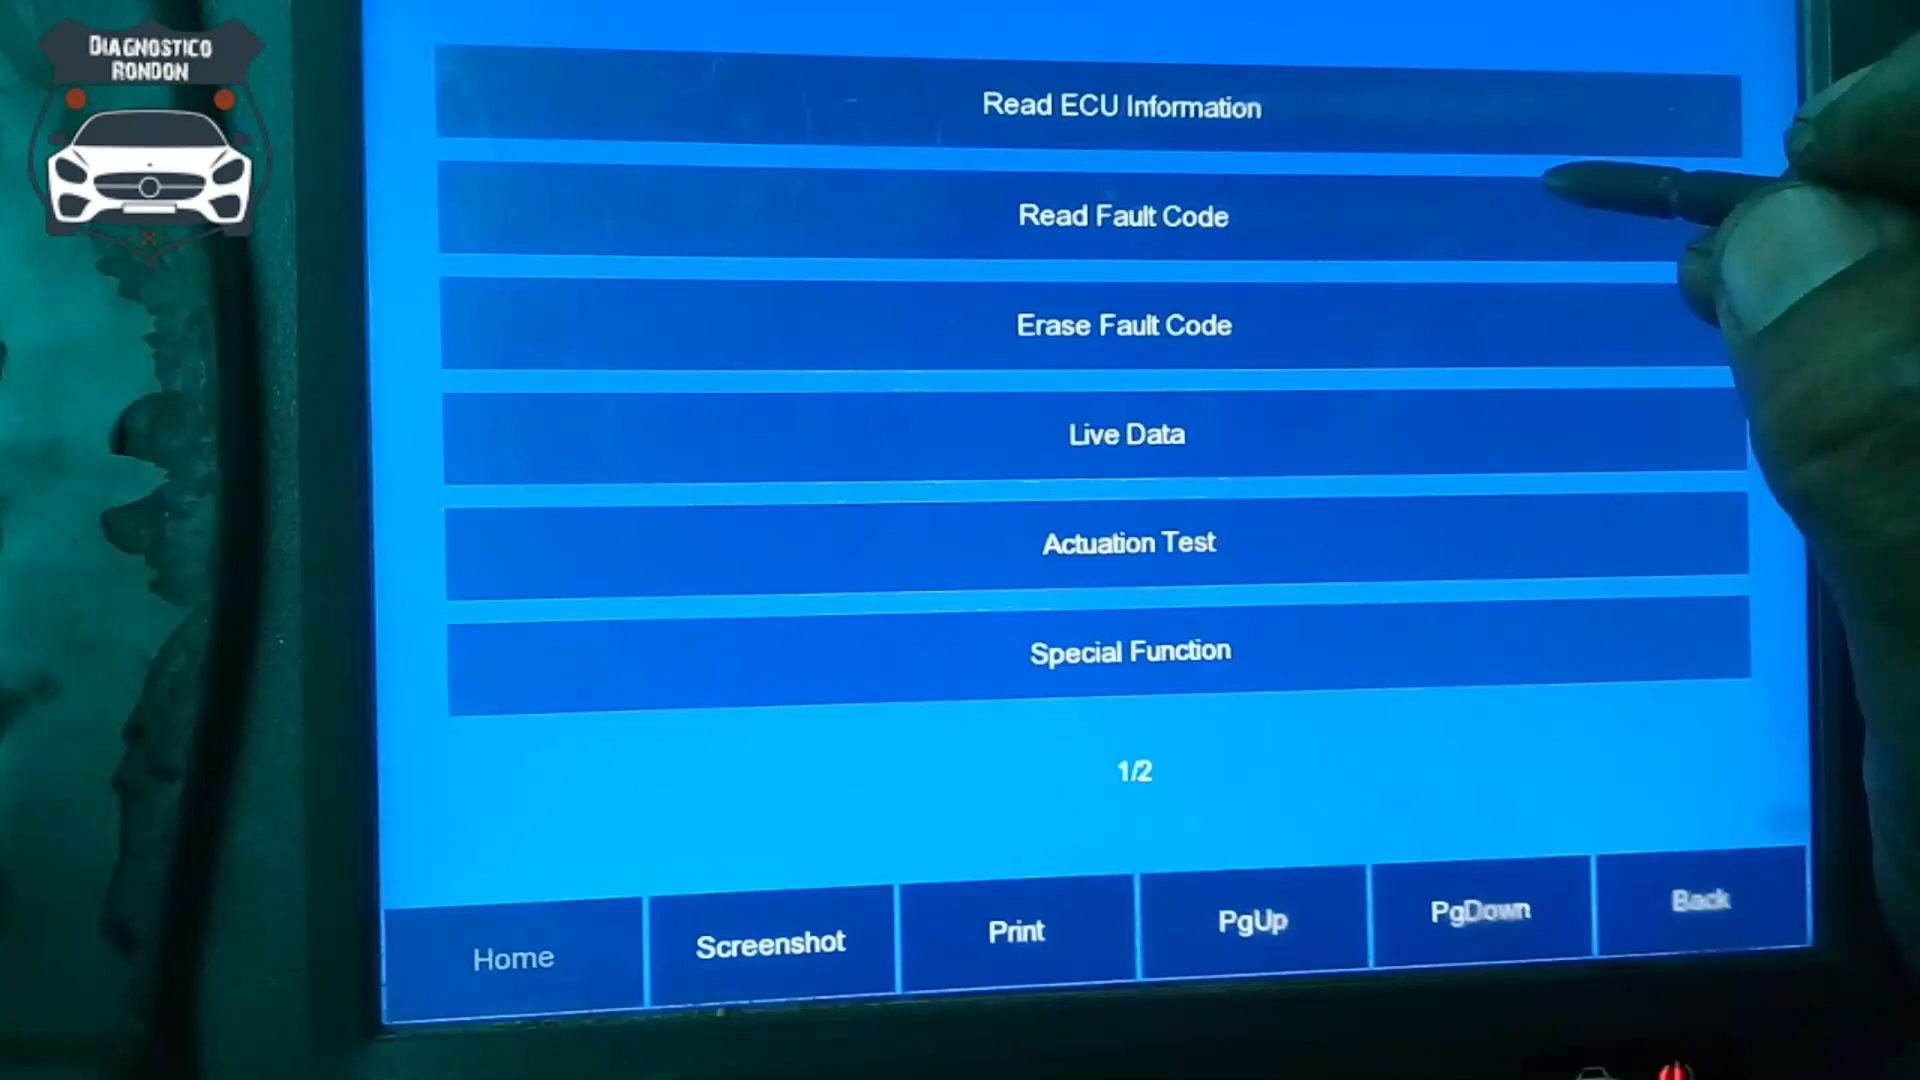 DIAGNOSTICO
RONDON
Read ECU Information
Read Fault Code
Erase Fault Code
Live Data
Actuation Test
Special Function
1/2
Home
Screenshot
Print
PgUp
PgDown
Back